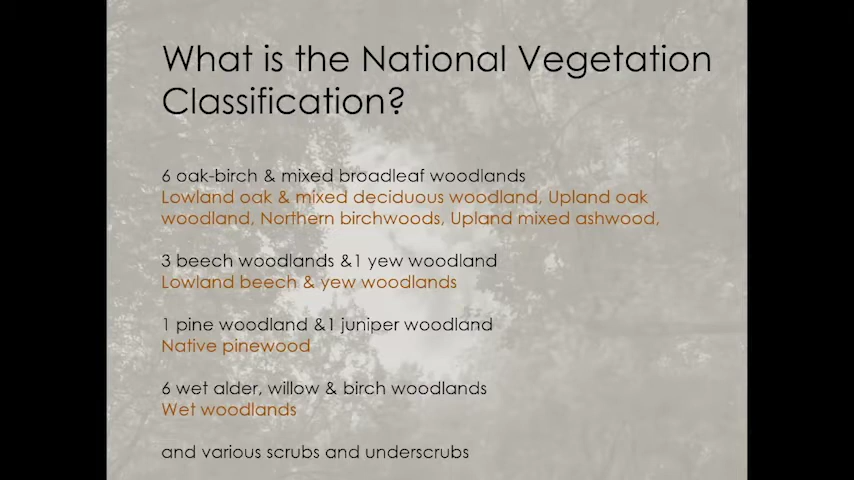 What is the National Vegetation
Classification?
6 oak-birch & mixed broadleaf woodlands
Lowland oak & mixed deciduous woodland, Upland oak
woodland, Northern birchwoods, Upland mixed ashwood,
3 beech woodlands &1 yew woodland
Lowland beech & yew woodlands
1 pine woodland &1 juniper woodland
Native pinewood
6 wet alder, willow & birch woodlands
Wet woodlands
and various scrubs and underscrubs